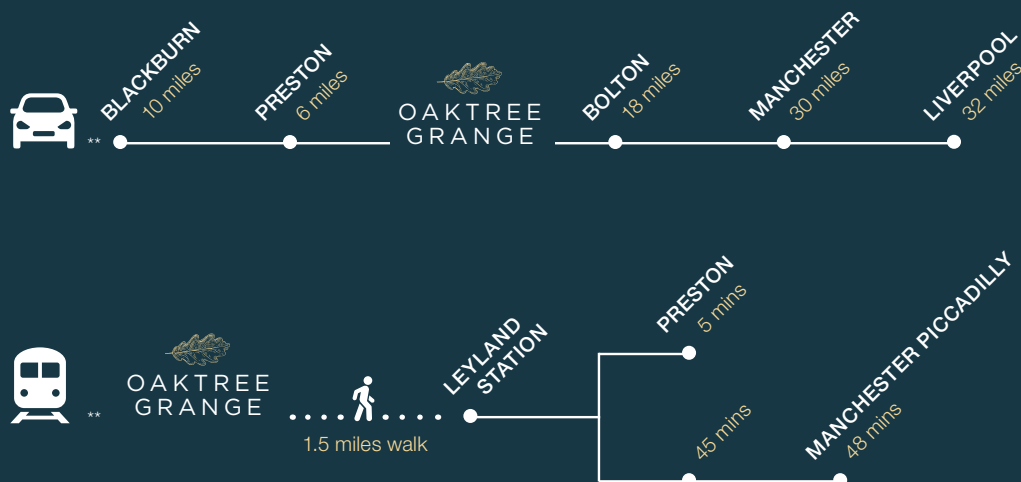 BLACKBURN
10 miles
PRESTON
6 miles
OAKTREE
GRANGE
BOLTON
18 miles
MANCHESTER
30 miles
LIVERPOOL
32 miles
**
OAKTREE
GRANGE
**
1.5 miles walk
LEYLAND
STATION
PRESTON
5 mins
45 mins
MANCHESTER PICCADILLY
48 mins